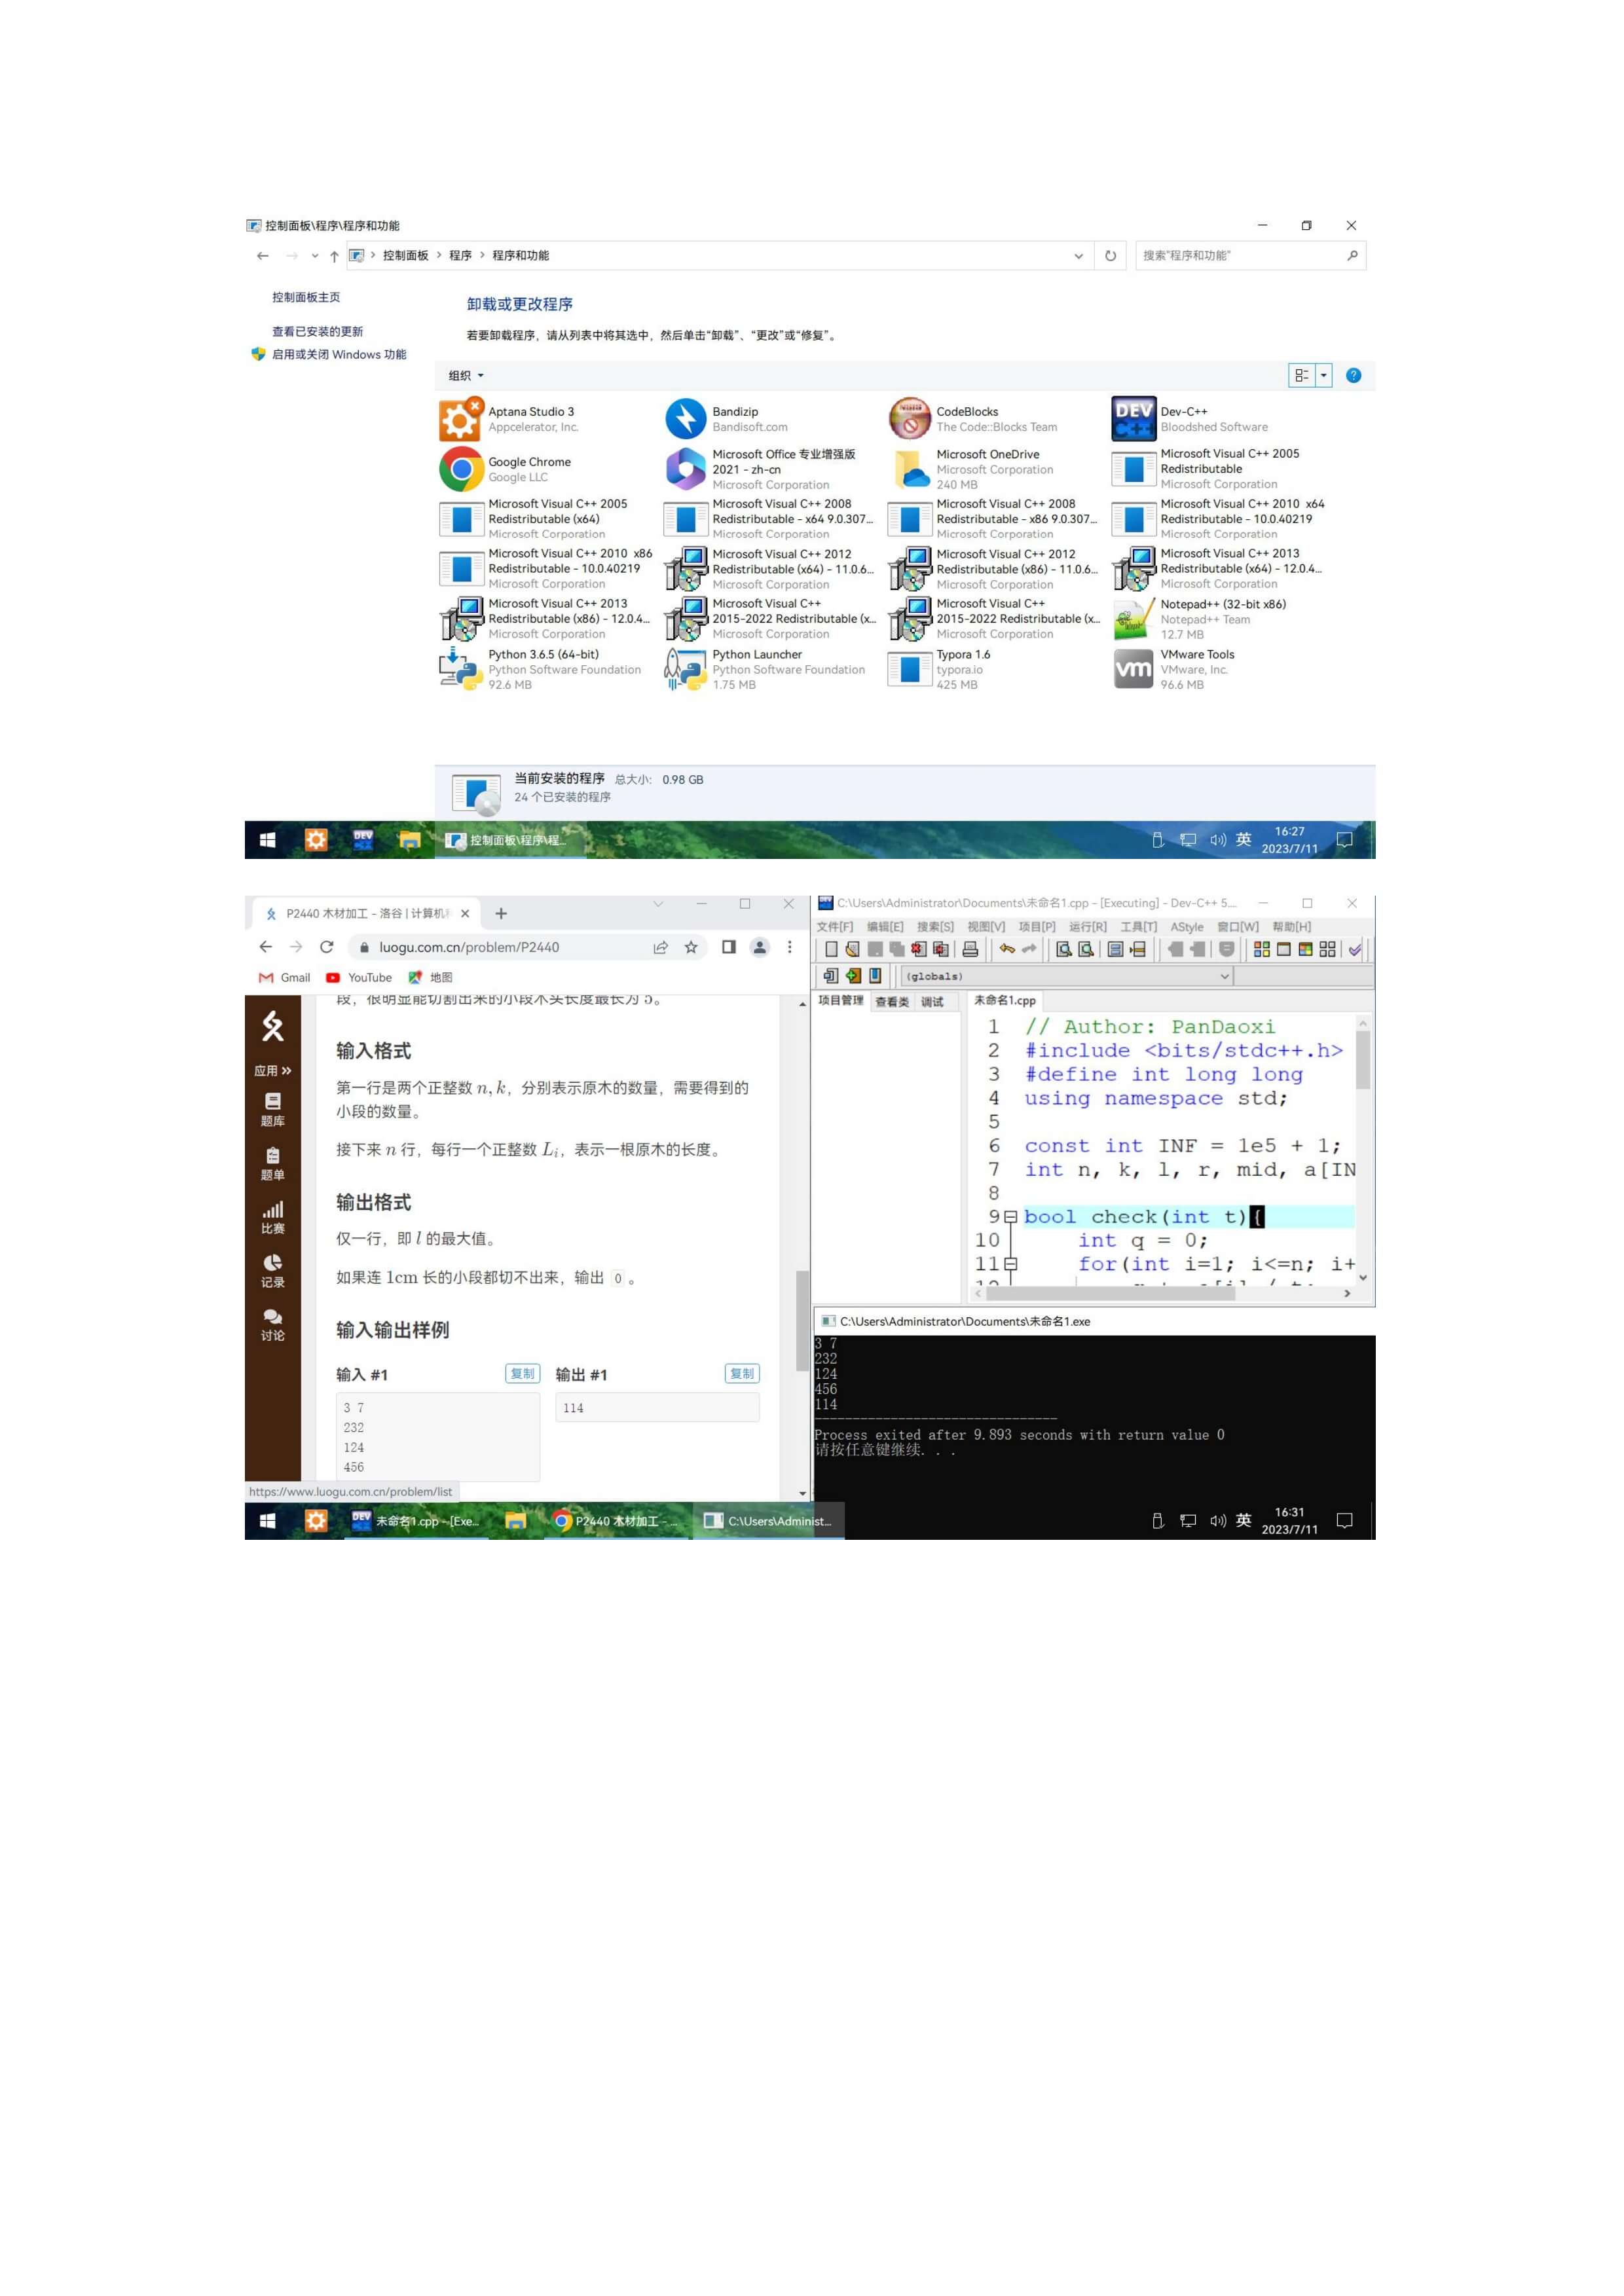 控制面板\程序\程序和功能
控制面板 > 程序 > 程序和功能
搜索"程序和功能"
控制面板主页
查看已安装的更新
启用或关闭 Windows 功能
卸载或更改程序
若要卸载程序，请从列表中将其选中，然后单击“卸载”、“更改”或“修复”。
组织
Aptana Studio 3
Appcelerator, Inc.
Bandizip
Bandisoft.com
CodeBlocks
The Code::Blocks Team
Dev-C++
Bloodshed Software
Google Chrome
Google LLC
Microsoft Office 专业增强版
2021 - zh-cn
Microsoft Corporation
Microsoft OneDrive
Microsoft Corporation
240 MB
Microsoft Visual C++ 2005
Redistributable
Microsoft Corporation
Microsoft Visual C++ 2005
Redistributable (x64)
Microsoft Corporation
Microsoft Visual C++ 2008
Redistributable - x64 9.0.307...
Microsoft Corporation
Microsoft Visual C++ 2008
Redistributable - x86 9.0.307...
Microsoft Corporation
Microsoft Visual C++ 2010 x64
Redistributable - 10.0.40219
Microsoft Corporation
Microsoft Visual C++ 2010 x86
Redistributable - 10.0.40219
Microsoft Corporation
Microsoft Visual C++ 2012
Redistributable (x64) - 11.0.6...
Microsoft Corporation
Microsoft Visual C++ 2012
Redistributable (x86) - 11.0.6...
Microsoft Corporation
Microsoft Visual C++ 2013
Redistributable (x64) - 12.0.4...
Microsoft Corporation
Microsoft Visual C++ 2013
Redistributable (x86) - 12.0.4...
Microsoft Corporation
Microsoft Visual C++
2015-2022 Redistributable (x...
Microsoft Corporation
Microsoft Visual C++
2015-2022 Redistributable (x...
Microsoft Corporation
Notepad++ (32-bit x86)
Notepad++ Team
12.7 MB
Python 3.6.5 (64-bit)
Python Software Foundation
92.6 MB
Python Launcher
Python Software Foundation
1.75 MB
Typora 1.6
typora.io
425 MB
VMware Tools
VMware, Inc.
96.6 MB
当前安装的程序 总大小: 0.98 GB
24 个已安装的程序
控制面板\程序\程...
英
16:27
2023/7/11
P2440 木材加工 - 洛谷 | 计算机
luogu.com.cn/problem/P2440
Gmail YouTube 地图
应用 »
题库
题单
比赛
记录
讨论
段，很明显能切割出来的小段木头长度最长为 5。
输入格式
第一行是两个正整数 n, k，分别表示原木的数量，需要得到的
小段的数量。
接下来 n 行，每行一个正整数 Li，表示一根原木的长度。
输出格式
仅一行，即 l 的最大值。
如果连 1cm 长的小段都切不出来，输出 0 。
输入输出样例
输入 #1 复制 输出 #1 复制
3 7
232
124
456
114
https://www.luogu.com.cn/problem/list
C:\Users\Administrator\Documents\未命名1.cpp - [Executing] - Dev-C++ 5...
文件[F] 编辑[E] 搜索[S] 视图[V] 项目[P] 运行[R] 工具[T] AStyle 窗口[W] 帮助[H]
(globals)
项目管理 查看类 调试 未命名1.cpp
1 // Author: PanDaoxi
2 #include <bits/stdc++.h>
3 #define int long long
4 using namespace std;
5
6 const int INF = 1e5 + 1;
7 int n, k, l, r, mid, a[IN
8
9 bool check(int t){
10 int q = 0;
11 for(int i=1; i<=n; i+
C:\Users\Administrator\Documents\未命名1.exe
3 7
232
124
456
114
--------------------------------
Process exited after 9.893 seconds with return value 0
请按任意键继续. . .
未命名1.cpp - [Exe...
P2440 木材加工 - ...
C:\Users\Administ...
英
16:31
2023/7/11